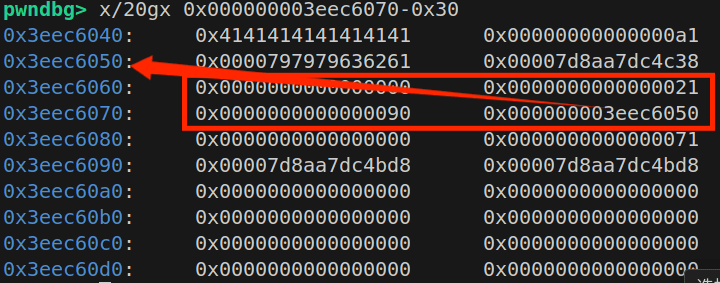 pwndbg> x/20gx 0x000000003eec6070-0x30
0x3eec6040: 0x4141414141414141 0x00000000000000a1
0x3eec6050: 0x0000797979636261 0x00007d8aa7dc4c38
0x3eec6060: 0x0000000000000000 0x0000000000000021
0x3eec6070: 0x0000000000000090 0x000000003eec6050
0x3eec6080: 0x0000000000000000 0x0000000000000071
0x3eec6090: 0x00007d8aa7dc4bd8 0x00007d8aa7dc4bd8
0x3eec60a0: 0x0000000000000000 0x0000000000000000
0x3eec60b0: 0x0000000000000000 0x0000000000000000
0x3eec60c0: 0x0000000000000000 0x0000000000000000
0x3eec60d0: 0x0000000000000000 0x0000000000000000